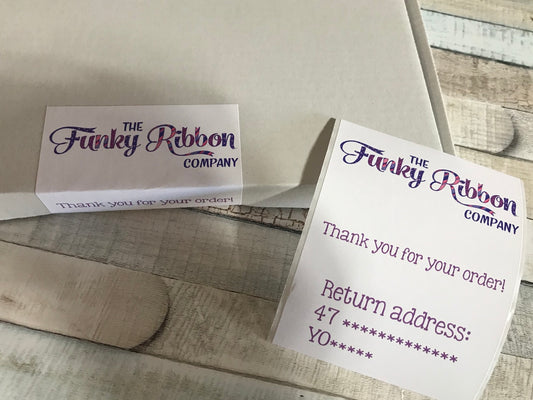 THE
Funky Ribbon
COMPANY
Thank you for your order!
THE
Funky Ribbon
COMPANY
Thank you for your order!
Return address:
47 *************
YO*****